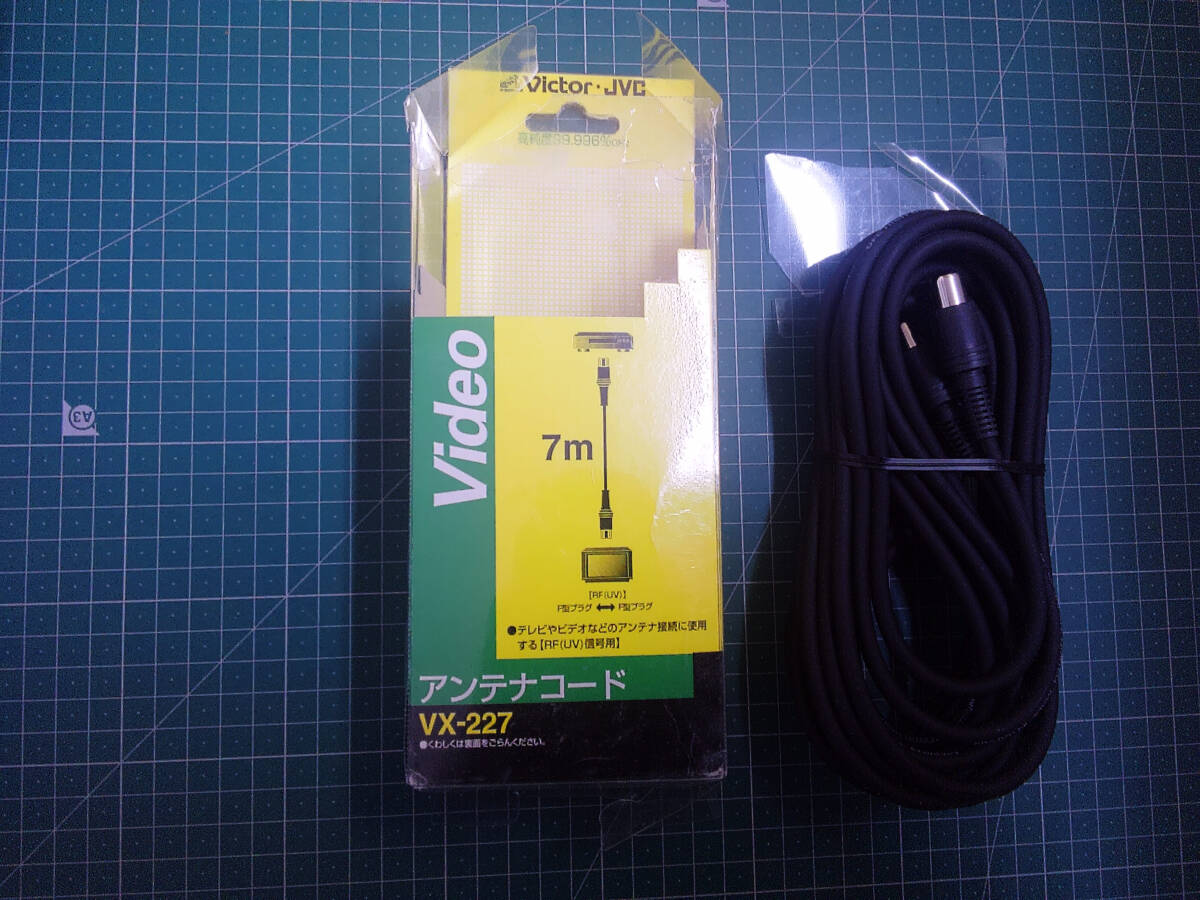 Victor・JVC
高純度99.996%
Video
7m
【RF(UV)】
F型プラグ ⟷ F型プラグ
●テレビやビデオなどのアンテナ接続に使用
する【RF(UV)信号用】
アンテナコード
VX-227
●くわしくは裏面をごらんください。
A3